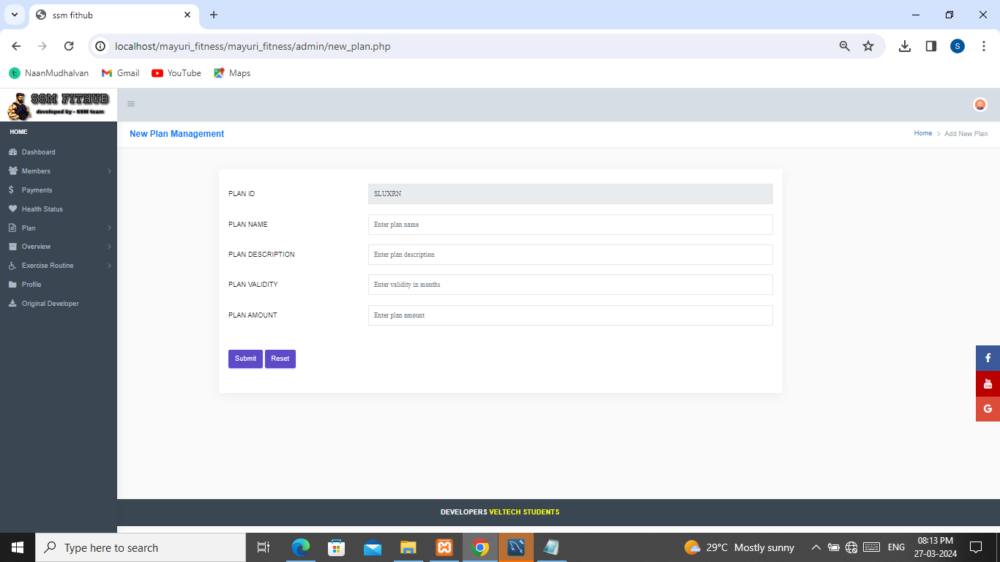 ssm fithub
localhost/mayuri_fitness/mayuri_fitness/admin/new_plan.php
S
t:
NaanMudhalvan
Gmail
YouTube
Maps
SSM FITHUB
developed by - SSM team
HOME
Dashboard
Members
Payments
Health Status
Plan
Overview
Exercise Routine
Profile
Original Developer
New Plan Management
Home
Add New Plan
PLAN ID
SLUXRN
PLAN NAME
Enter plan name
PLAN DESCRIPTION
Enter plan description
PLAN VALIDITY
Enter validity in months
PLAN AMOUNT
Enter plan amount
Submit
Reset
DEVELOPERS VELTECH STUDENTS
Type here to search
29°C Mostly sunny
ENG
08:13 PM
27-03-2024